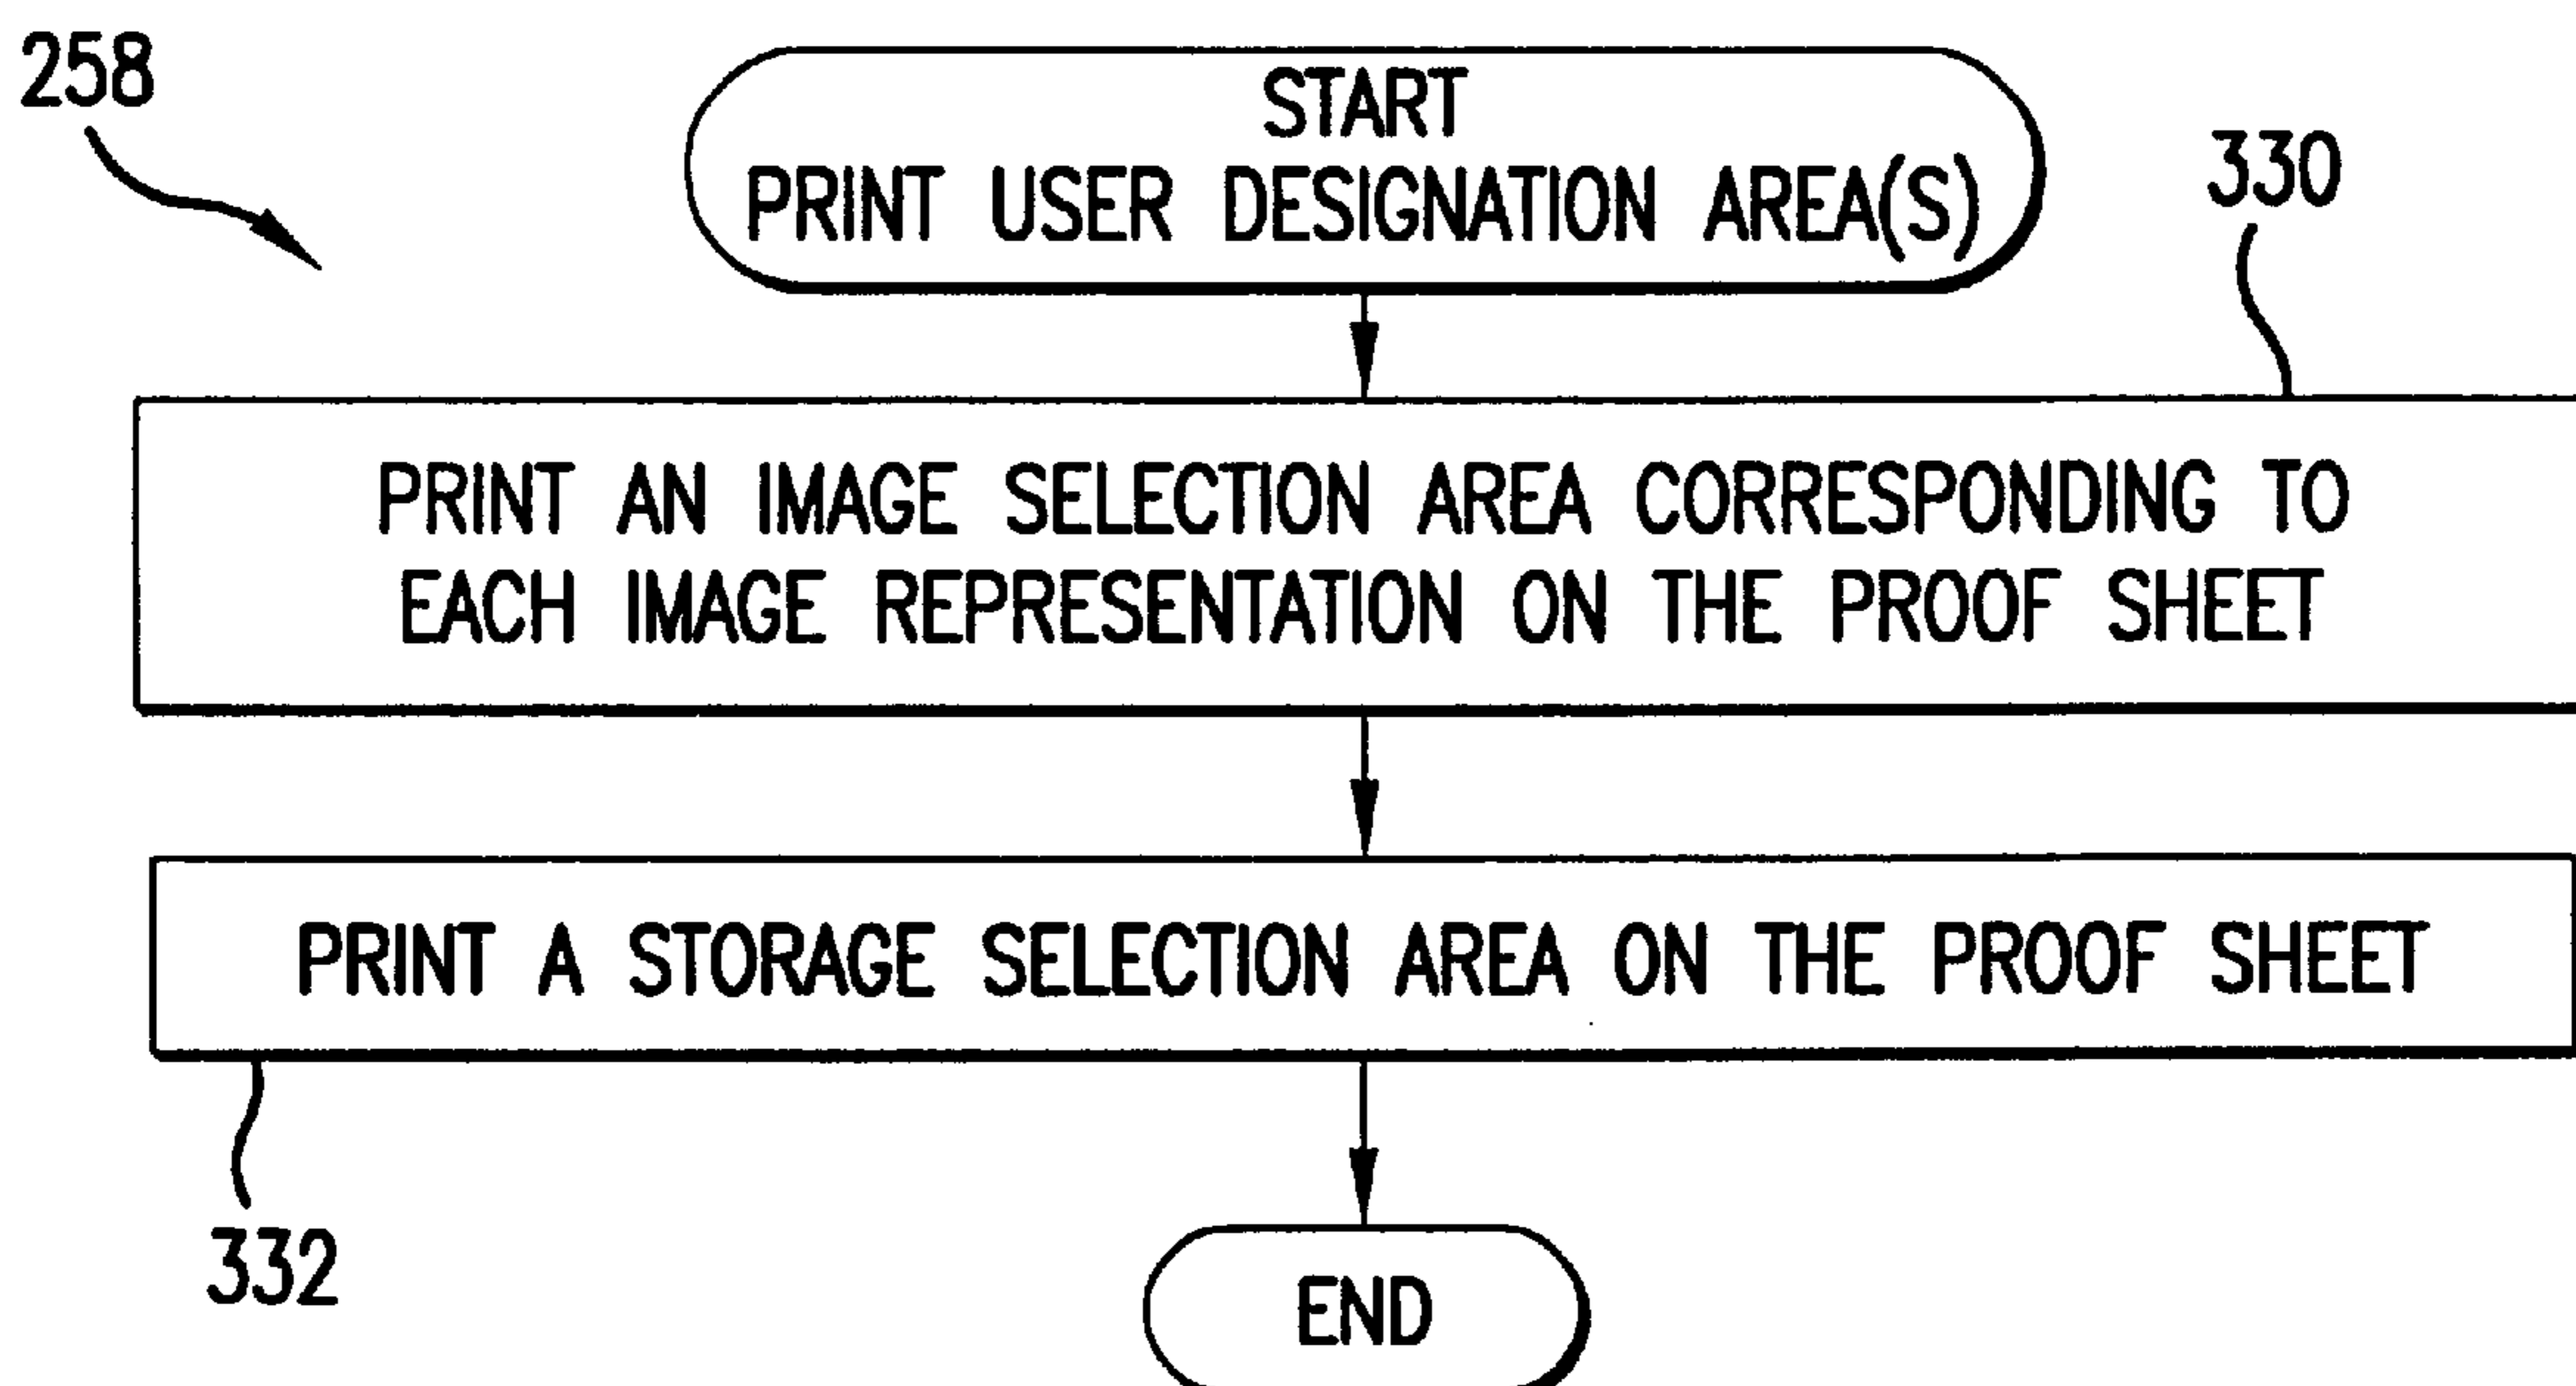 258
START
PRINT USER DESIGNATION AREA(S)
330
PRINT AN IMAGE SELECTION AREA CORRESPONDING TO
EACH IMAGE REPRESENTATION ON THE PROOF SHEET
PRINT A STORAGE SELECTION AREA ON THE PROOF SHEET
332
END